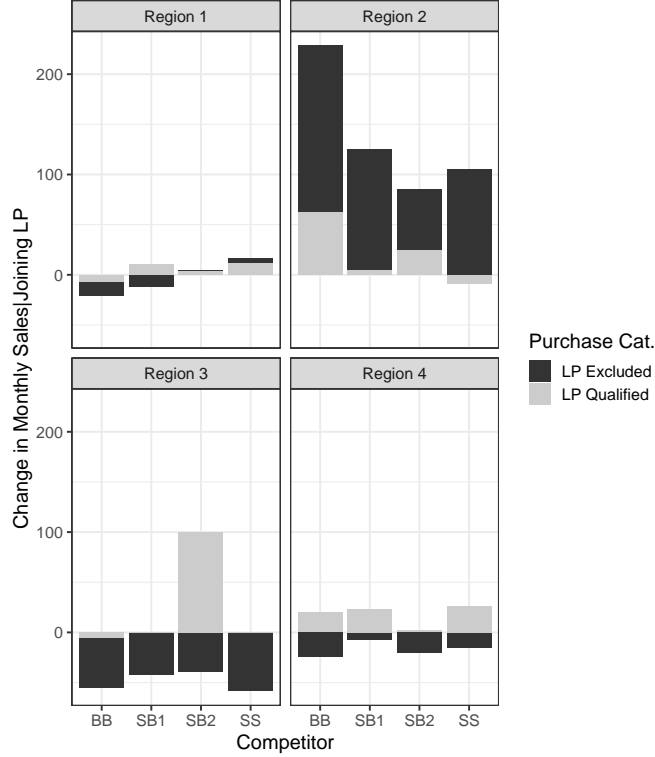 Region 1
Region 2
200
100
0
Region 3
Region 4
200
100
0
BB SB1 SB2 SS
BB SB1 SB2 SS
Competitor
Change in Monthly Sales|Joining LP
Purchase Cat.
LP Excluded
LP Qualified